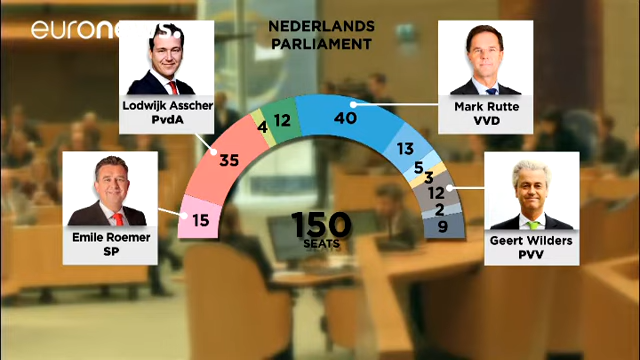 euronews.
NEDERLANDS
PARLIAMENT
Lodwijk Asscher
PvdA
Mark Rutte
VVD
4
12
40
35
13
5
3
12
2
9
15
Emile Roemer
SP
150
SEATS
Geert Wilders
PVV